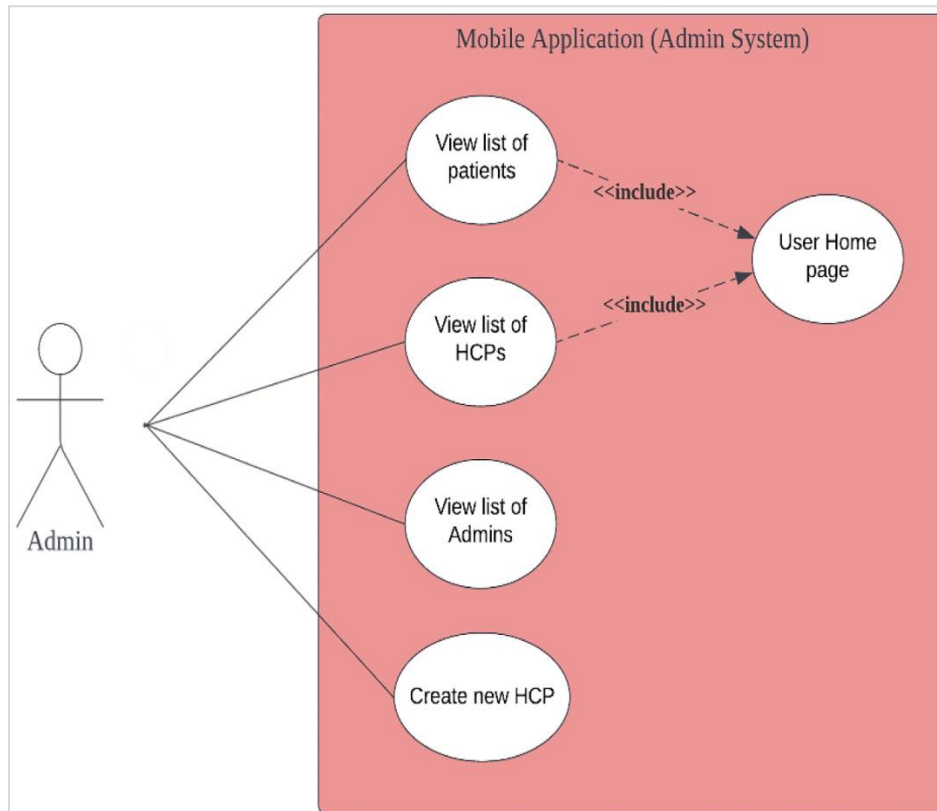 Mobile Application (Admin System)
View list of
patients
<<include>>
User Home
page
<<include>>
View list of
HCPs
View list of
Admins
Admin
Create new HCP